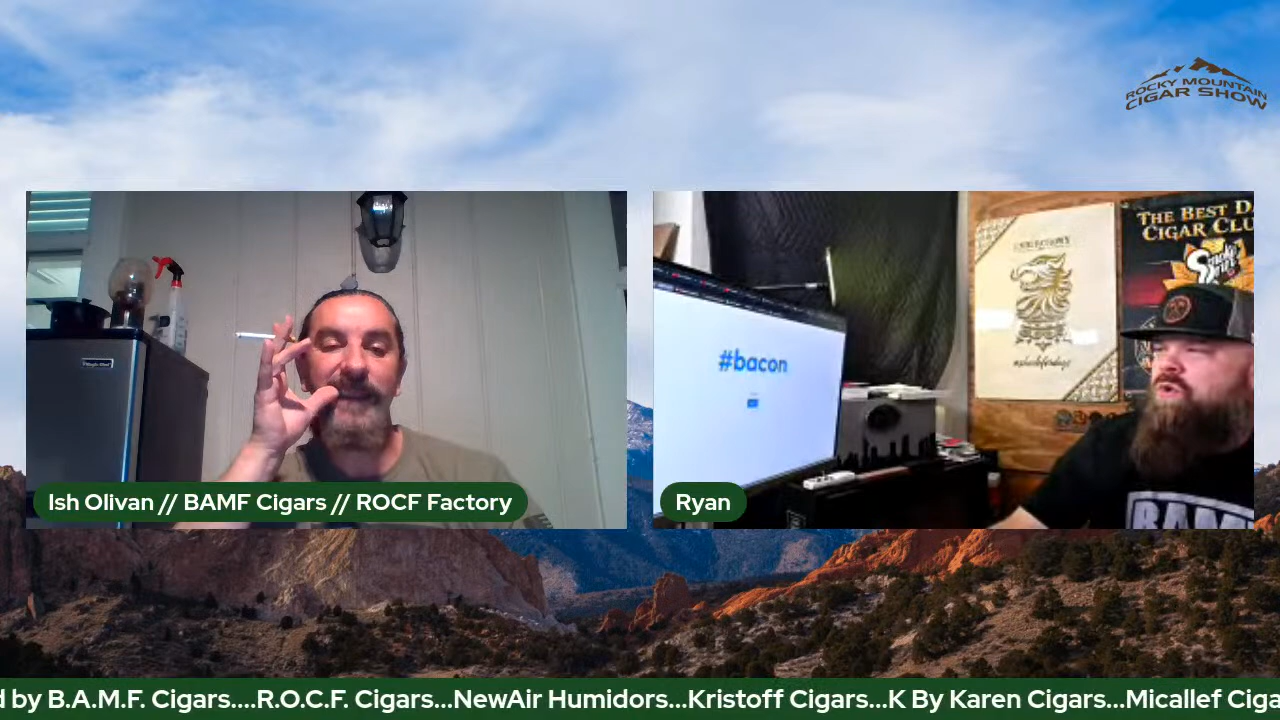 ROCKY MOUNTAIN
CIGAR SHOW
THE BEST D
CIGAR CLU
#bacon
Ish Olivan // BAMF Cigars // ROCF Factory
Ryan
BAM
d by B.A.M.F. Cigars....R.O.C.F. Cigars...NewAir Humidors...Kristoff Cigars...K By Karen Cigars...Micallef Ciga